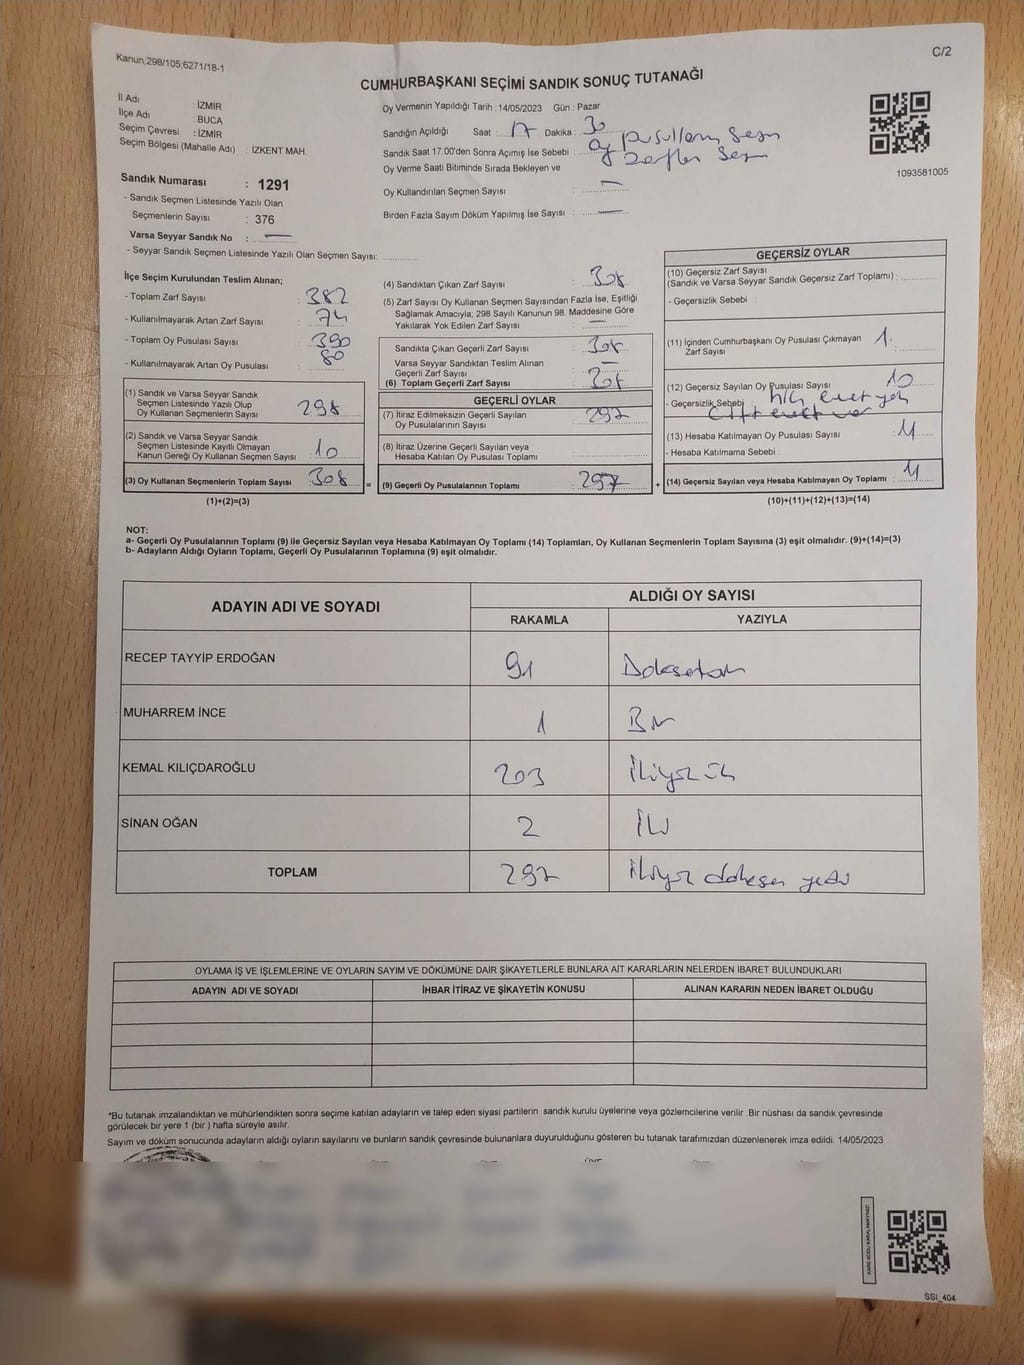 Kanun;298/105;6271/18-1
C/2
CUMHURBAŞKANI SEÇİMİ SANDIK SONUÇ TUTANAĞI
İl Adı : İZMİR
İlçe Adı : BUCA
Seçim Çevresi : İZMİR
Seçim Bölgesi (Mahalle Adı) : İZKENT MAH.
Oy Vermenin Yapıldığı Tarih : 14/05/2023 Gün : Pazar
Sandığın Açıldığı Saat : 17 Dakika : 30
Sandık Saat 17.00'den Sonra Açımış İse Sebebi : oy pusulların sayımı
zarfların sayımı
Oy Verme Saati Bitiminde Sırada Bekleyen ve
Oy Kullandırılan Seçmen Sayısı : —
Birden Fazla Sayım Döküm Yapılmış İse Sayısı : —
1093581005
Sandık Numarası : 1291
- Sandık Seçmen Listesinde Yazılı Olan
Seçmenlerin Sayısı : 376
Varsa Seyyar Sandık No : —
- Seyyar Sandık Seçmen Listesinde Yazılı Olan Seçmen Sayısı:
İlçe Seçim Kurulundan Teslim Alınan;
- Toplam Zarf Sayısı : 382
- Kullanılmayarak Artan Zarf Sayısı : 74
- Toplam Oy Pusulası Sayısı : 390
- Kullanılmayarak Artan Oy Pusulası : 80
(1) Sandık ve Varsa Seyyar Sandık
Seçmen Listesinde Yazılı Olup
Oy Kullanan Seçmenlerin Sayısı : 298
(2) Sandık ve Varsa Seyyar Sandık
Seçmen Listesinde Kayıtlı Olmayan
Kanun Gereği Oy Kullanan Seçmen Sayısı : 10
(3) Oy Kullanan Seçmenlerin Toplam Sayısı : 308
(1)+(2)=(3)
=
(4) Sandıktan Çıkan Zarf Sayısı : 308
(5) Zarf Sayısı Oy Kullanan Seçmen Sayısından Fazla İse, Eşitliği
Sağlamak Amacıyla; 298 Sayılı Kanunun 98. Maddesine Göre
Yakılarak Yok Edilen Zarf Sayısı : —
Sandıkta Çıkan Geçerli Zarf Sayısı : 308
Varsa Seyyar Sandıktan Teslim Alınan
Geçerli Zarf Sayısı : —
(6) Toplam Geçerli Zarf Sayısı : 308
GEÇERLİ OYLAR
(7) İtiraz Edilmeksizin Geçerli Sayılan
Oy Pusulalarının Sayısı : 297
(8) İtiraz Üzerine Geçerli Sayılan veya
Hesaba Katılan Oy Pusulası Toplamı :
(9) Geçerli Oy Pusulalarının Toplamı : 297
+
GEÇERSİZ OYLAR
(10) Geçersiz Zarf Sayısı
(Sandık ve Varsa Seyyar Sandık Geçersiz Zarf Toplamı) :
- Geçersizlik Sebebi :
(11) İçinden Cumhurbaşkanı Oy Pusulası Çıkmayan
Zarf Sayısı : 1
(12) Geçersiz Sayılan Oy Pusulası Sayısı : 10
- Geçersizlik Sebebi : hiç evet yok
çift evet var
(13) Hesaba Katılmayan Oy Pusulası Sayısı : 11
- Hesaba Katılmama Sebebi :
(14) Geçersiz Sayılan veya Hesaba Katılmayan Oy Toplamı : 11
(10)+(11)+(12)+(13)=(14)
NOT:
a- Geçerli Oy Pusulalarının Toplamı (9) ile Geçersiz Sayılan veya Hesaba Katılmayan Oy Toplamı (14) Toplamları, Oy Kullanan Seçmenlerin Toplam Sayısına (3) eşit olmalıdır. (9)+(14)=(3)
b- Adayların Aldığı Oyların Toplamı, Geçerli Oy Pusulalarının Toplamına (9) eşit olmalıdır.
ADAYIN ADI VE SOYADI
ALDIĞI OY SAYISI
RAKAMLA YAZIYLA
RECEP TAYYİP ERDOĞAN 91 Doksanbir
MUHARREM İNCE 1 Bir
KEMAL KILIÇDAROĞLU 203 İkiyüz üç
SİNAN OĞAN 2 İki
TOPLAM 297 İkiyüz doksan yedi
OYLAMA İŞ VE İŞLEMLERİNE VE OYLARIN SAYIM VE DÖKÜMÜNE DAİR ŞİKAYETLERLE BUNLARA AİT KARARLARIN NELERDEN İBARET BULUNDUKLARI
ADAYIN ADI VE SOYADI İHBAR İTİRAZ VE ŞİKAYETİN KONUSU ALINAN KARARIN NEDEN İBARET OLDUĞU
*Bu tutanak imzalandıktan ve mühürlendikten sonra seçime katılan adayların ve talep eden siyasi partilerin sandık kurulu üyelerine veya gözlemcilerine verilir .Bir nüshası da sandık çevresinde
görülecek bir yere 1 (bir ) hafta süreyle asılır.
Sayım ve döküm sonucunda adayların aldığı oyların sayılarını ve bunların sandık çevresinde bulunanlara duyurulduğunu gösteren bu tutanak tarafımızdan düzenlenerek imza edildi. 14/05/2023
KARE KODU KARALAMAYINIZ!
SSI_404